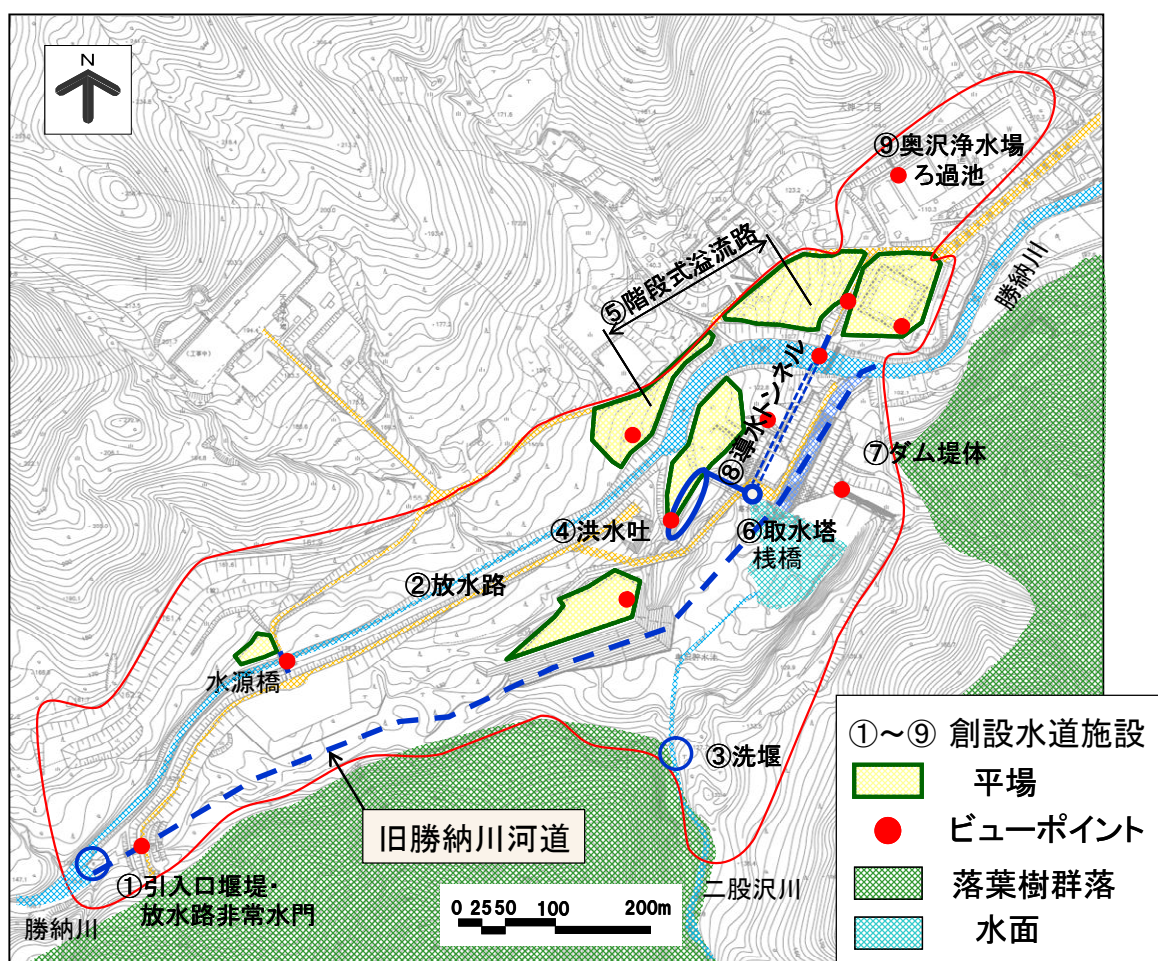 N
⑨奥沢浄水場
ろ過池
⑤階段式溢流路
勝納川
⑧導水トンネル
⑦ダム堤体
④洪水吐
⑥取水塔
桟橋
②放水路
水源橋
③洗堰
旧勝納川河道
①引入口堰堤・
放水路非常水門
勝納川
二股沢川
0 25 50 100 200m
①~⑨ 創設水道施設
平場
ビューポイント
落葉樹群落
水面